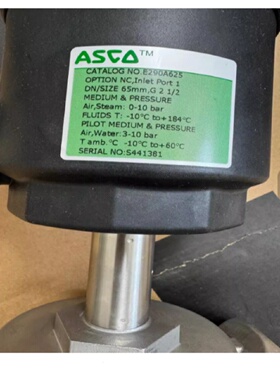 ASCO™
CATALOG NO.E290A625
OPTION NC,Inlet Port 1
DN/SIZE 65mm,G 2 1/2
MEDIUM & PRESSURE
Air,Steam: 0-10 bar
FLUIDS T: -10°C to+184°C
PILOT MEDIUM & PRESSURE
Air,Water:3-10 bar
T amb.°C -10°C to+60°C
SERIAL NO:S441381